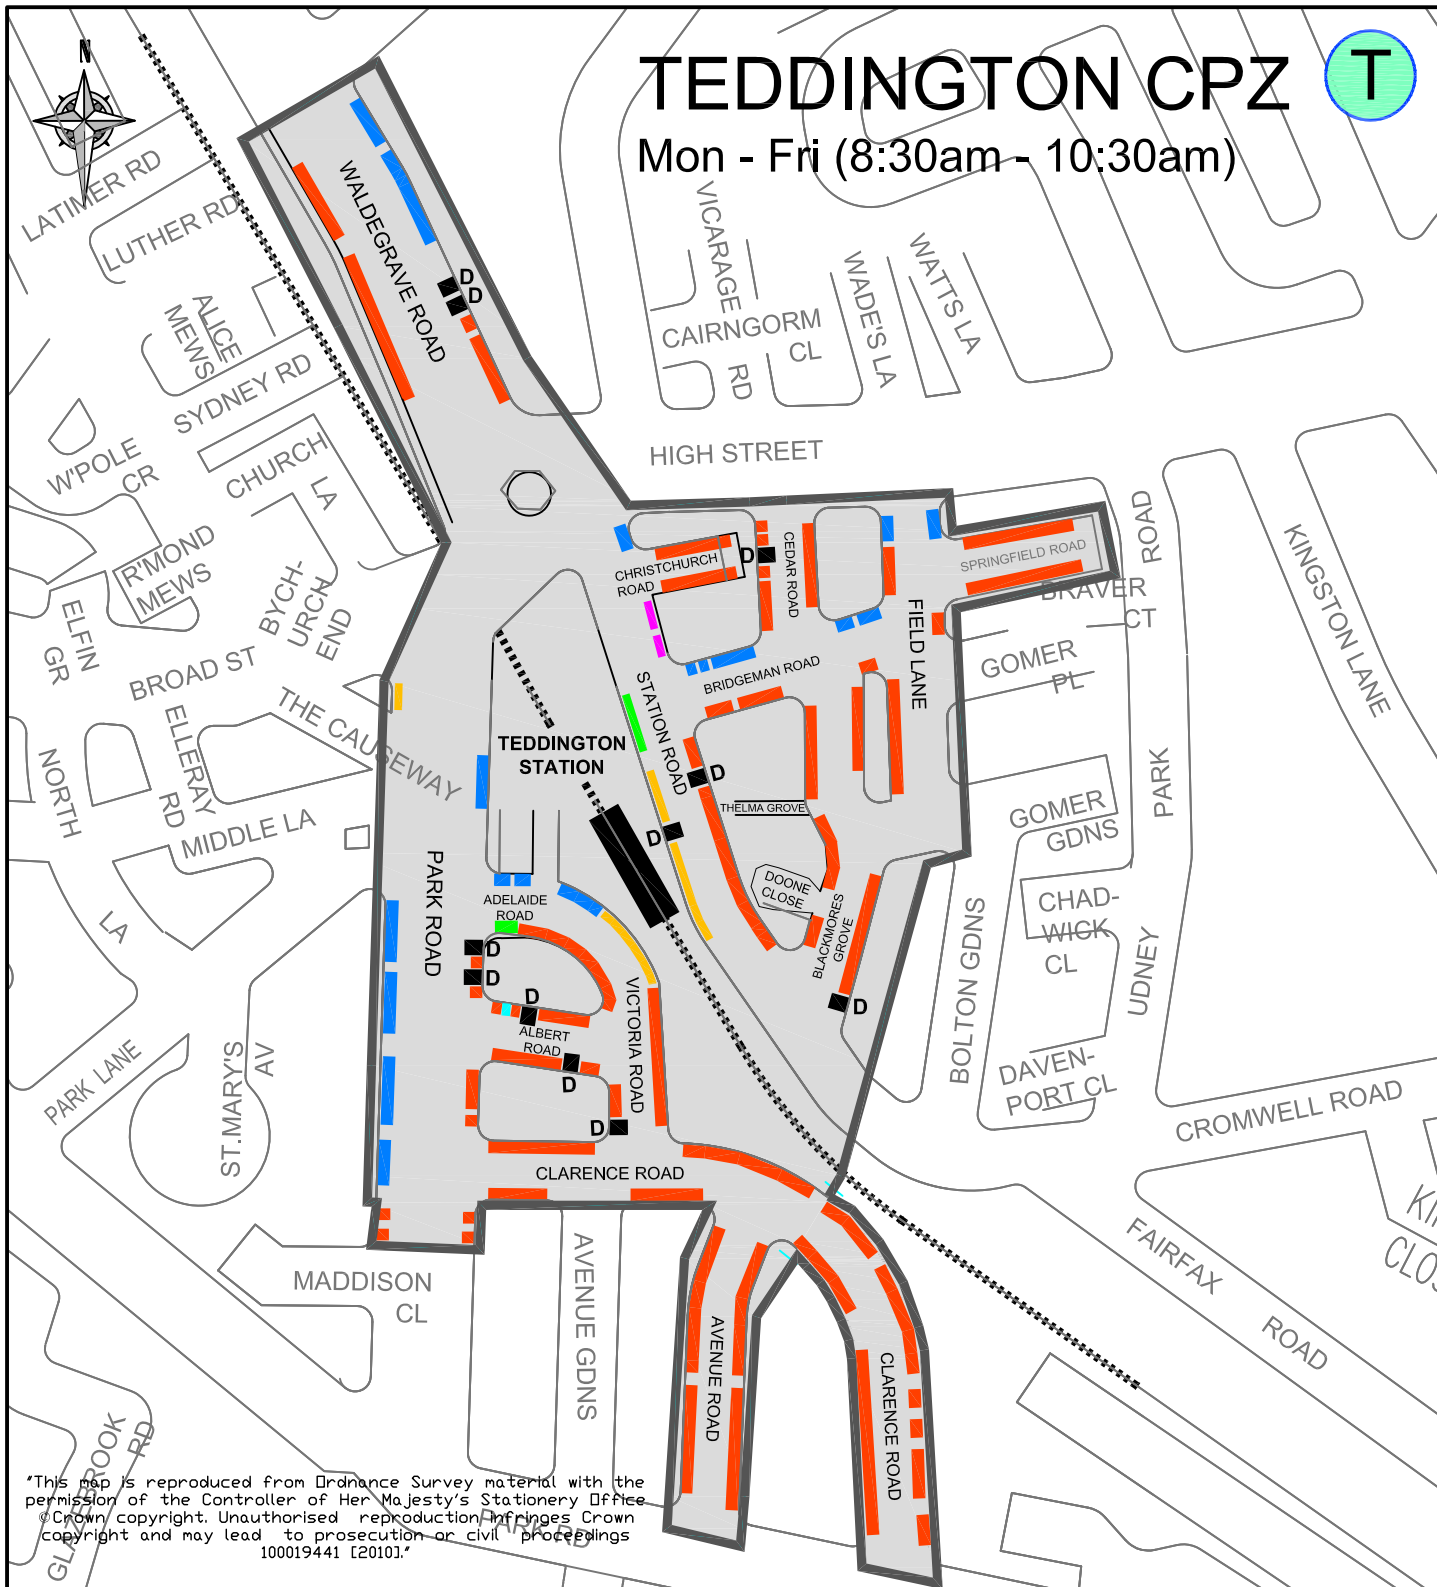 N
TEDDINGTON CPZ
T
Mon - Fri (8:30am - 10:30am)
LATIMER RD
LUTHER RD
ALICE
MEWS
SYDNEY RD
CHURCH
LA
W'POLE
CR
R'MOND
MEWS
BYCH-
URCH
END
ELFIN
GR
BROAD ST
THE CAUSEWAY
ELLERAY
RD
NORTH
LA
MIDDLE LA
PARK LANE
ST.MARY'S
AV
WALDEGRAVE ROAD
D
D
VICARAGE
RD
CAIRNGORM
CL
WADE'S LA
WATTS LA
HIGH STREET
CHRISTCHURCH
ROAD
D
CEDAR ROAD
SPRINGFIELD ROAD
BRAVER
CT
FIELD LANE
BRIDGEMAN ROAD
STATION ROAD
TEDDINGTON
STATION
D
D
THELMA GROVE
DOONE
CLOSE
BLACKMORES
GROVE
D
PARK ROAD
ADELAIDE
ROAD
D
D
D
ALBERT
ROAD
D
D
VICTORIA ROAD
CLARENCE ROAD
AVENUE ROAD
CLARENCE ROAD
AVENUE GDNS
MADDISON
CL
GOMER
PL
GOMER
GDNS
CHAD-
WICK
CL
BOLTON GDNS
DAVEN-
PORT CL
UDNEY
PARK
ROAD
KINGSTON LANE
CROMWELL ROAD
FAIRFAX
ROAD
GLAZEBROOK
RD
PARK RD
"This map is reproduced from Ordnance Survey material with the
permission of the Controller of Her Majesty's Stationery Office
©Crown copyright. Unauthorised reproduction infringes Crown
copyright and may lead to prosecution or civil proceedings
100019441 [2010]."